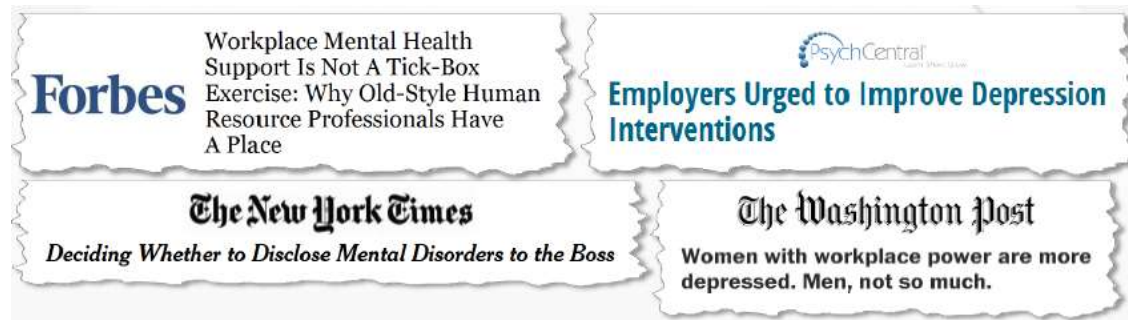 Forbes
Workplace Mental Health
Support Is Not A Tick-Box
Exercise: Why Old-Style Human
Resource Professionals Have
A Place
PsychCentral
Employers Urged to Improve Depression
Interventions
The New York Times
Deciding Whether to Disclose Mental Disorders to the Boss
The Washington Post
Women with workplace power are more
depressed. Men, not so much.